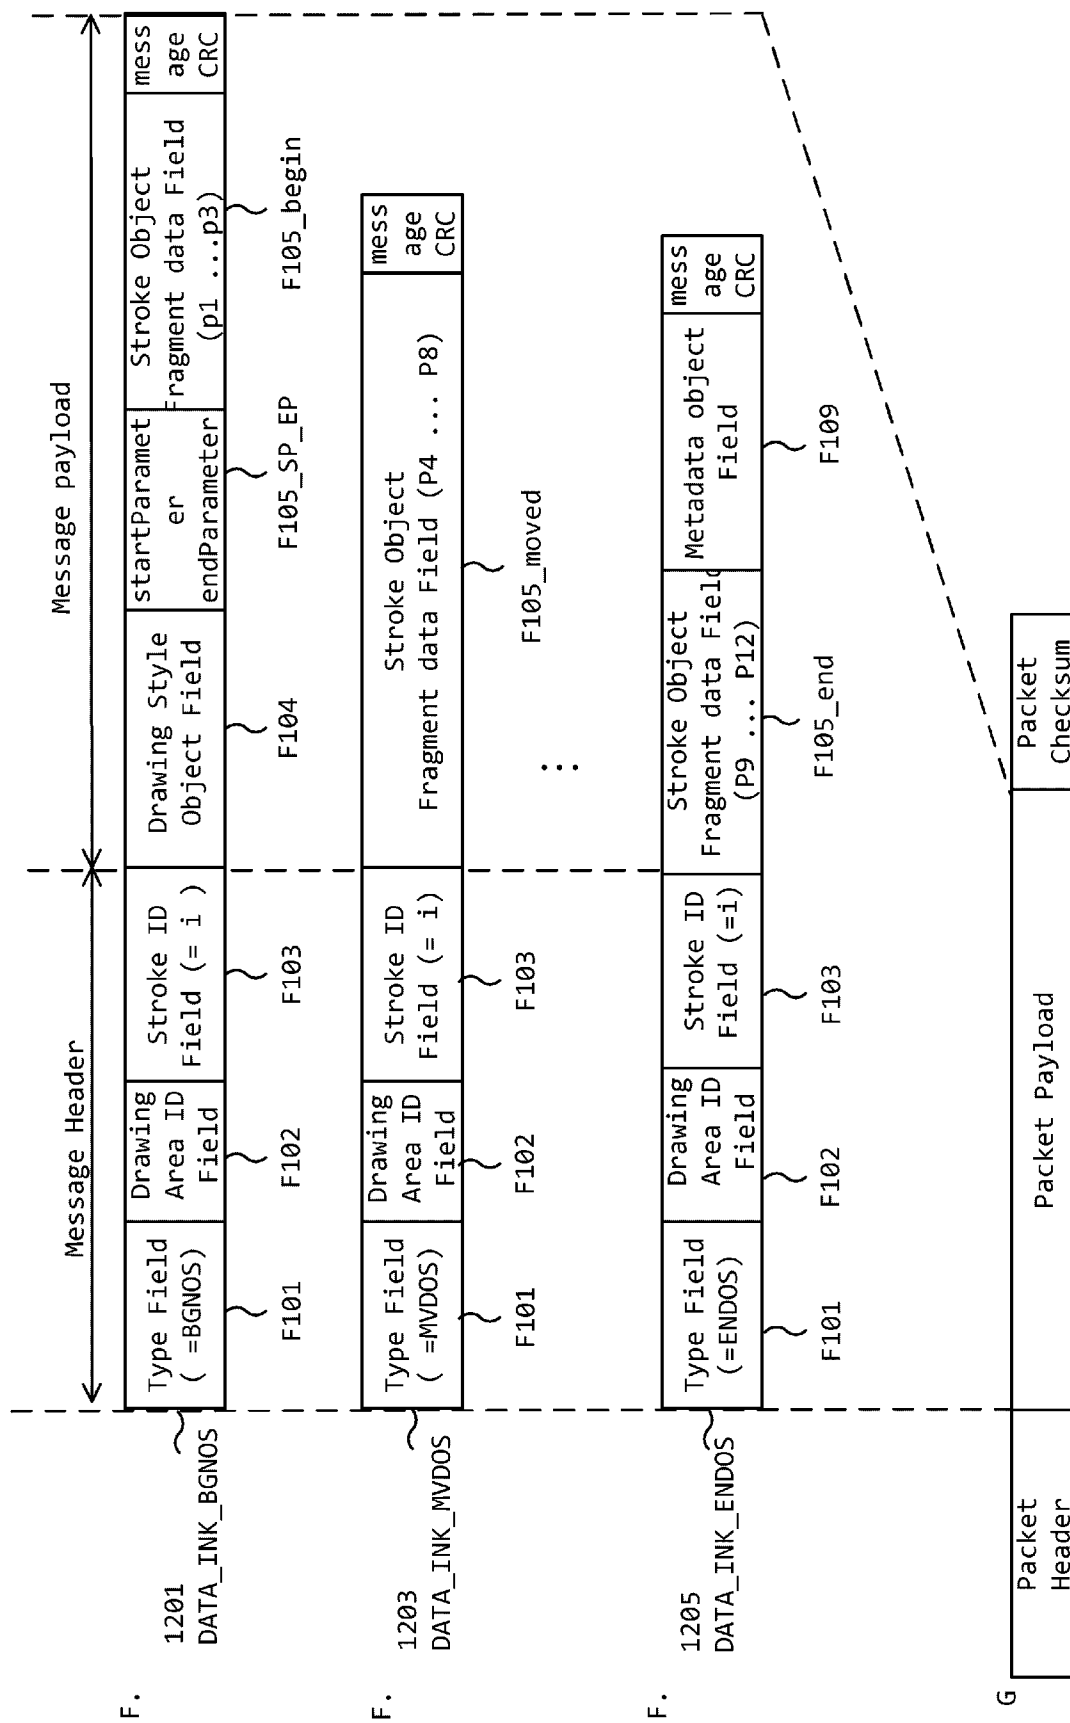 Message Header
Message payload
F.
1201
DATA_INK_BGNOS
Type Field
( =BGNOS)
F101
Drawing
Area ID
Field
F102
Stroke ID
Field (= i )
F103
Drawing Style
Object Field
F104
startParamet
er
endParameter
F105_SP_EP
Stroke Object
Fragment data Field
(p1 ...p3)
F105_begin
mess
age
CRC
F.
1203
DATA_INK_MVDOS
Type Field
( =MVDOS)
F101
Drawing
Area ID
Field
F102
Stroke ID
Field (= i)
F103
Stroke Object
Fragment data Field (P4 ... P8)
F105_moved
mess
age
CRC
...
F.
1205
DATA_INK_ENDOS
Type Field
(=ENDOS)
F101
Drawing
Area ID
Field
F102
Stroke ID
Field (=i)
F103
Stroke Object
Fragment data Field
(P9 ... P12)
F105_end
Metadata object
Field
F109
mess
age
CRC
G
Packet
Header
Packet Payload
Packet
Checksum